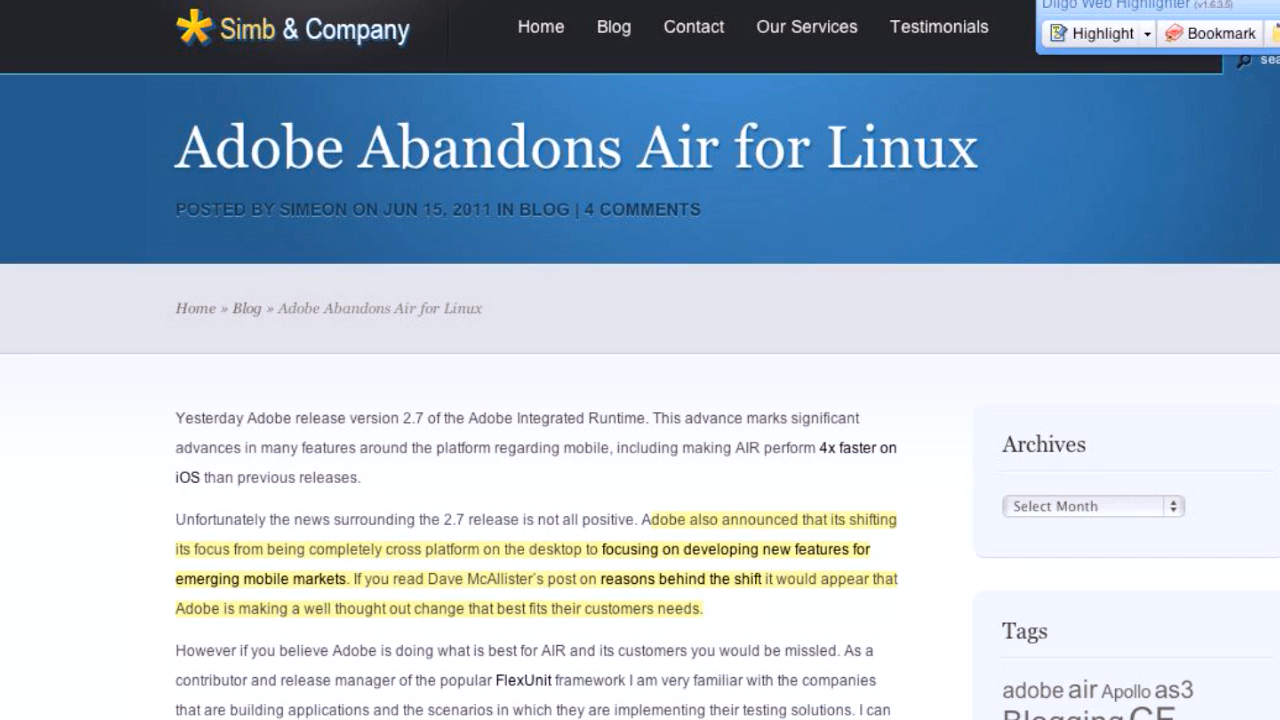 Simb & Company
Home Blog Contact Our Services Testimonials
Diigo Web Highlighter (v1.6.3.5)
Highlight Bookmark
Adobe Abandons Air for Linux
POSTED BY SIMEON ON JUN 15, 2011 IN BLOG | 4 COMMENTS
Home » Blog » Adobe Abandons Air for Linux
Yesterday Adobe release version 2.7 of the Adobe Integrated Runtime. This advance marks significant
advances in many features around the platform regarding mobile, including making AIR perform 4x faster on
iOS than previous releases.
Unfortunately the news surrounding the 2.7 release is not all positive. Adobe also announced that its shifting
its focus from being completely cross platform on the desktop to focusing on developing new features for
emerging mobile markets. If you read Dave McAllister's post on reasons behind the shift it would appear that
Adobe is making a well thought out change that best fits their customers needs.
However if you believe Adobe is doing what is best for AIR and its customers you would be missled. As a
contributor and release manager of the popular FlexUnit framework I am very familiar with the companies
that are building applications and the scenarios in which they are implementing their testing solutions. I can
Archives
Select Month
Tags
adobe air Apollo as3
Blogging CF